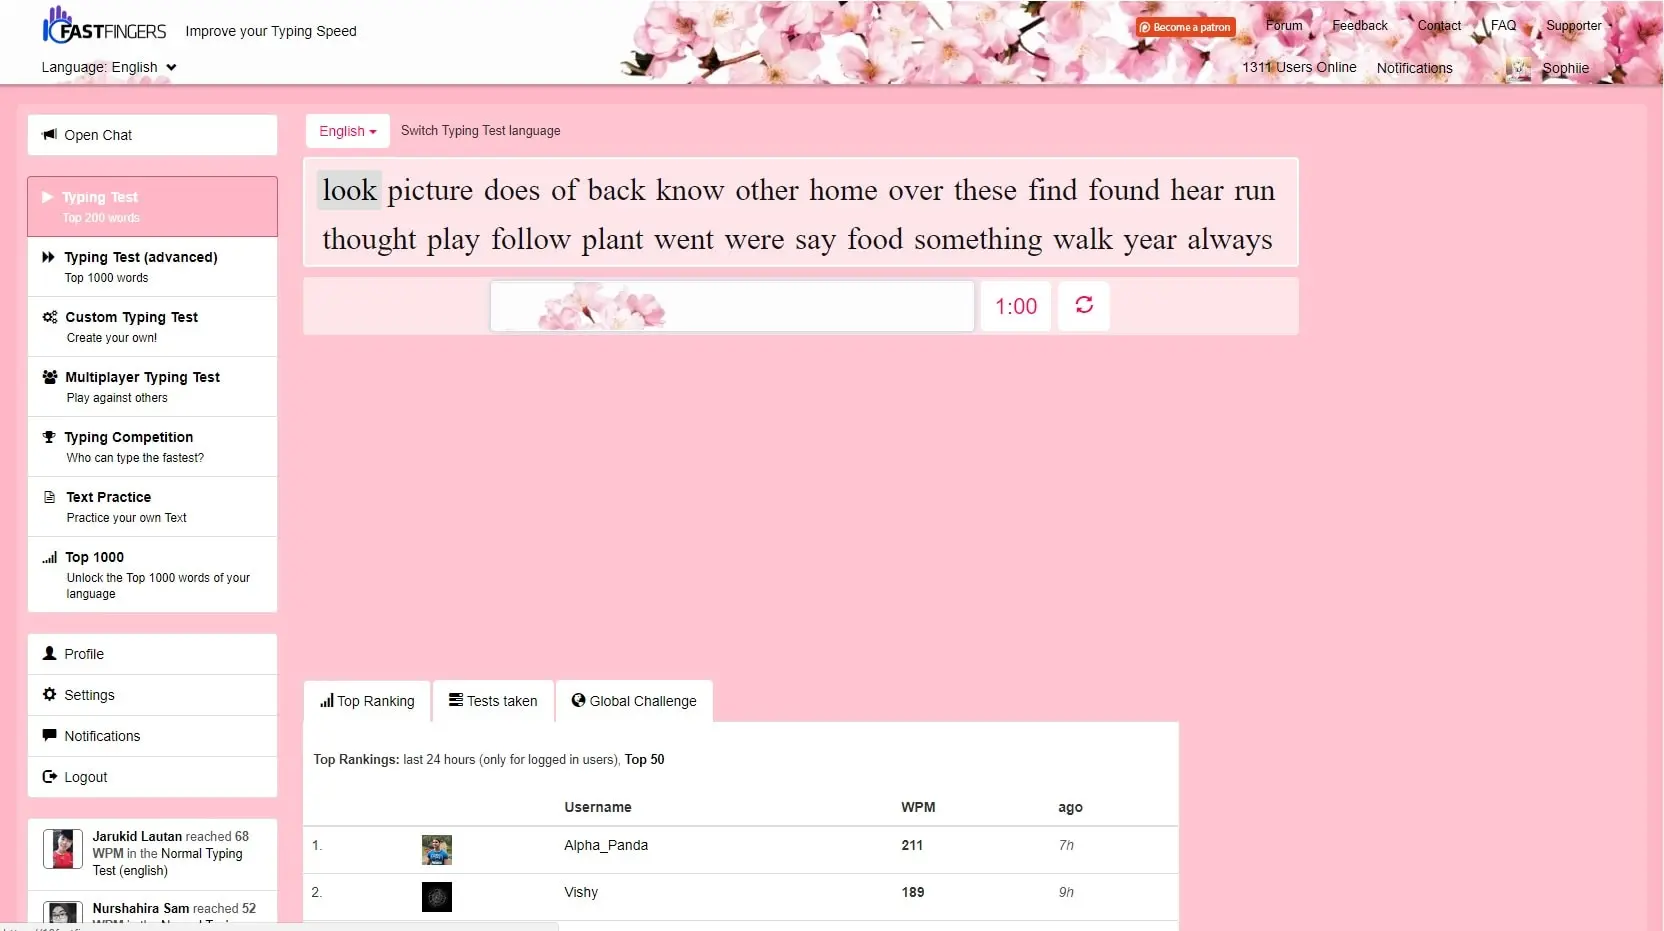 FASTFINGERS
Improve your Typing Speed
Become a patron
Forum
Feedback
Contact
FAQ
Supporter
Language: English
1311 Users Online
Notifications
Sophiie
Open Chat
Typing Test
Top 200 words
Typing Test (advanced)
Top 1000 words
Custom Typing Test
Create your own!
Multiplayer Typing Test
Play against others
Typing Competition
Who can type the fastest?
Text Practice
Practice your own Text
Top 1000
Unlock the Top 1000 words of your
language
Profile
Settings
Notifications
Logout
Jarukid Lautan reached 68
WPM in the Normal Typing
Test (english)
Nurshahira Sam reached 52
English
Switch Typing Test language
look picture does of back know other home over these find found hear run
thought play follow plant went were say food something walk year always
1:00
Top Ranking
Tests taken
Global Challenge
Top Rankings: last 24 hours (only for logged in users), Top 50
Username WPM ago
1. Alpha_Panda 211 7h
2. Vishy 189 9h